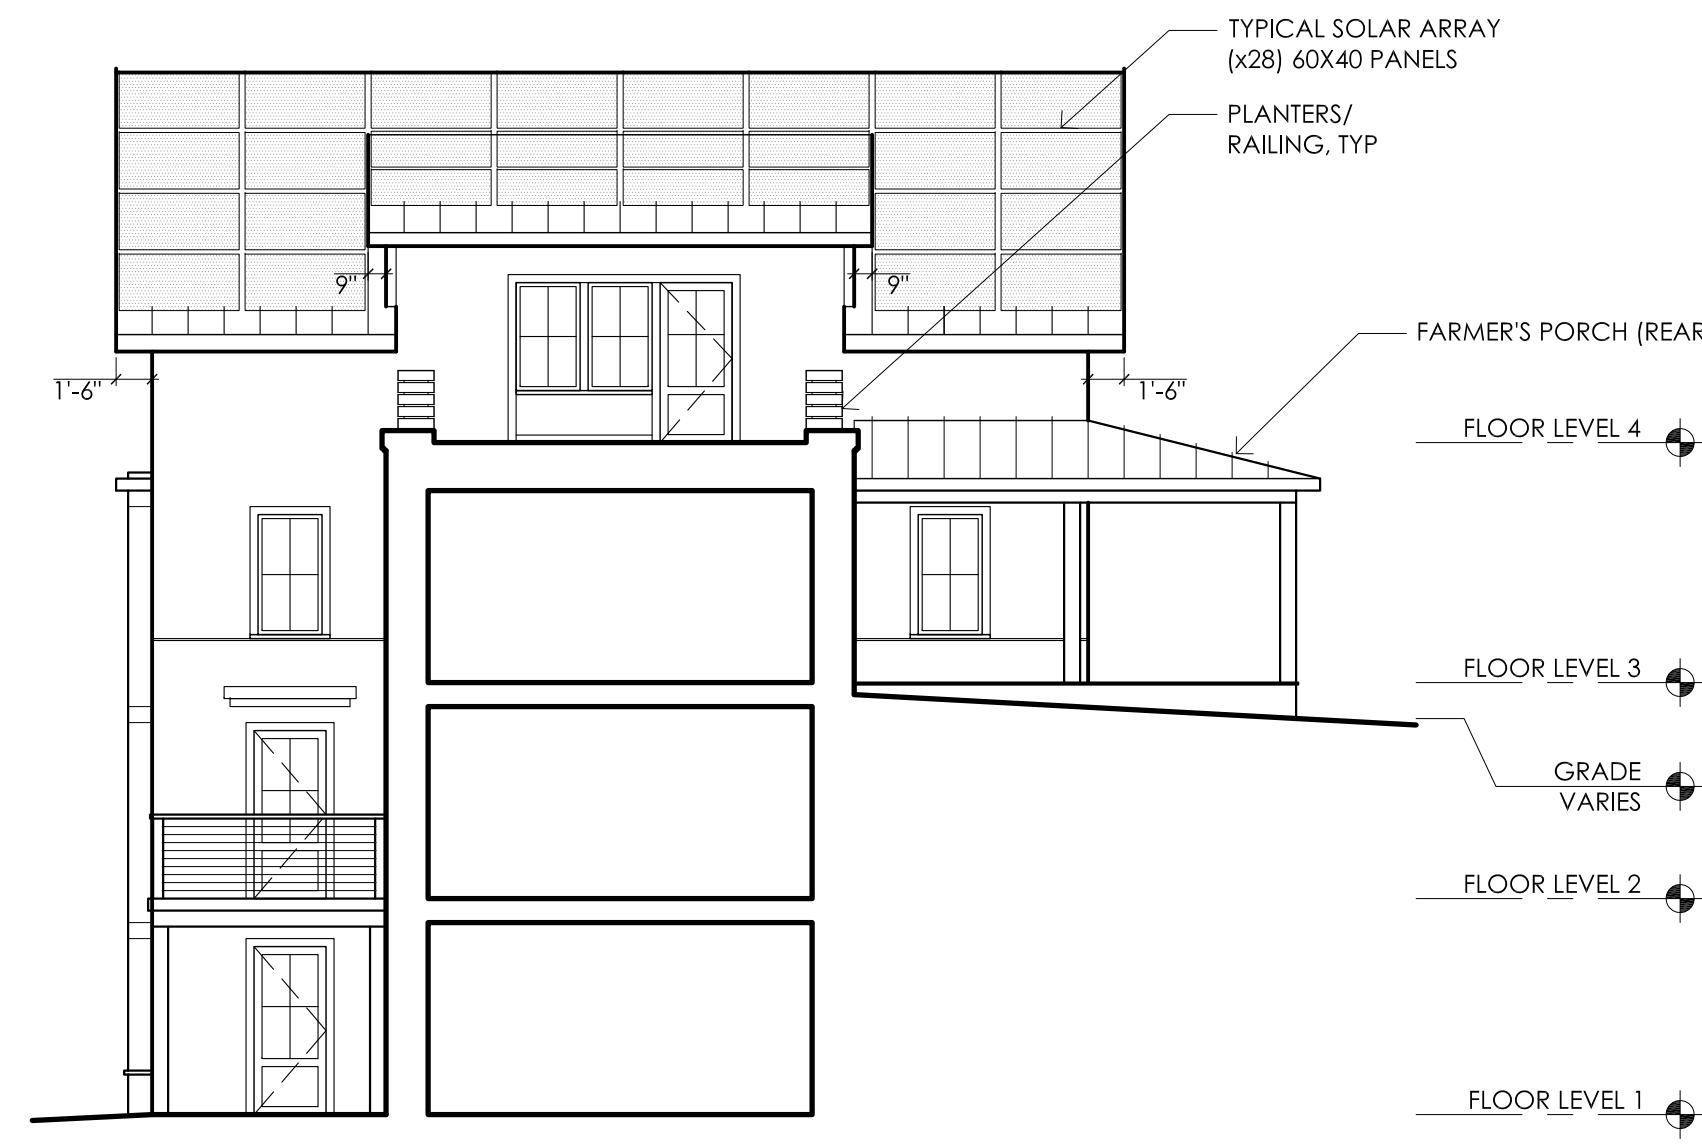 TYPICAL SOLAR ARRAY
(x28) 60X40 PANELS
PLANTERS/
RAILING, TYP
9"
9"
FARMER'S PORCH (REAR
1'-6"
1'-6"
FLOOR LEVEL 4
FLOOR LEVEL 3
GRADE
VARIES
FLOOR LEVEL 2
FLOOR LEVEL 1